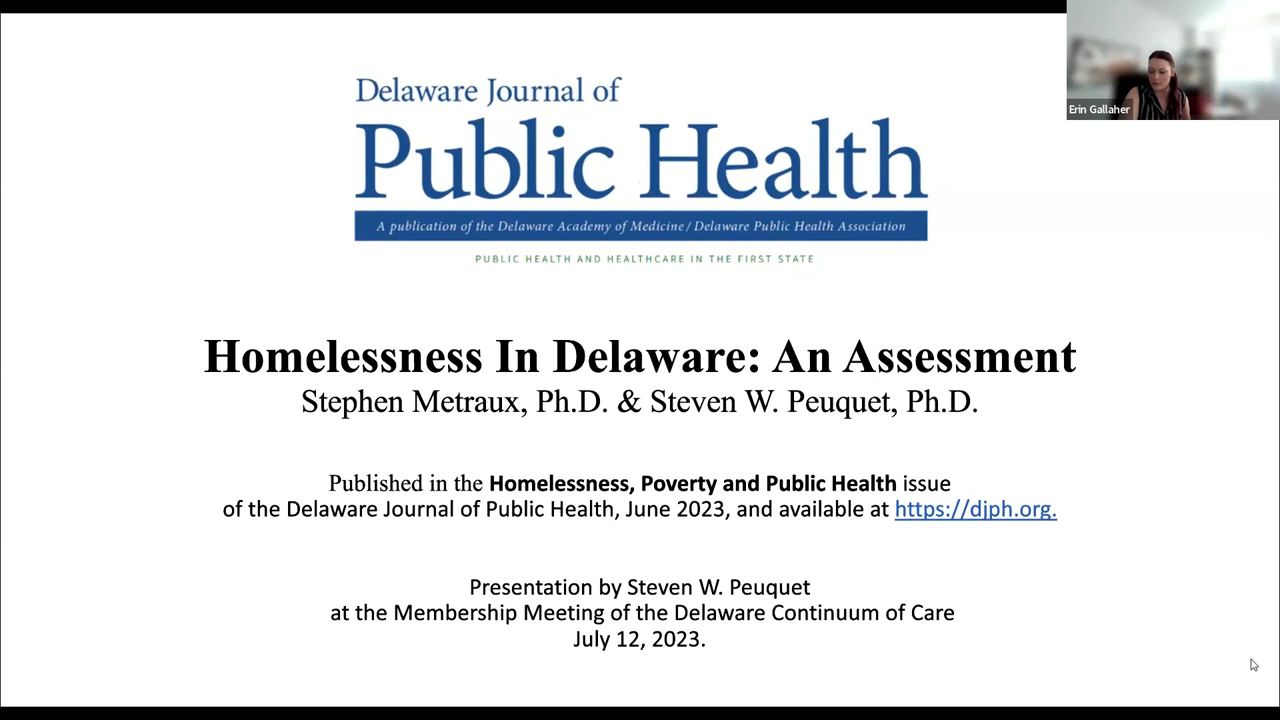 Delaware Journal of
Public Health
A publication of the Delaware Academy of Medicine / Delaware Public Health Association
PUBLIC HEALTH AND HEALTHCARE IN THE FIRST STATE
Erin Gallaher
Homelessness In Delaware: An Assessment
Stephen Metraux, Ph.D. & Steven W. Peuquet, Ph.D.
Published in the Homelessness, Poverty and Public Health issue
of the Delaware Journal of Public Health, June 2023, and available at https://djph.org.
Presentation by Steven W. Peuquet
at the Membership Meeting of the Delaware Continuum of Care
July 12, 2023.